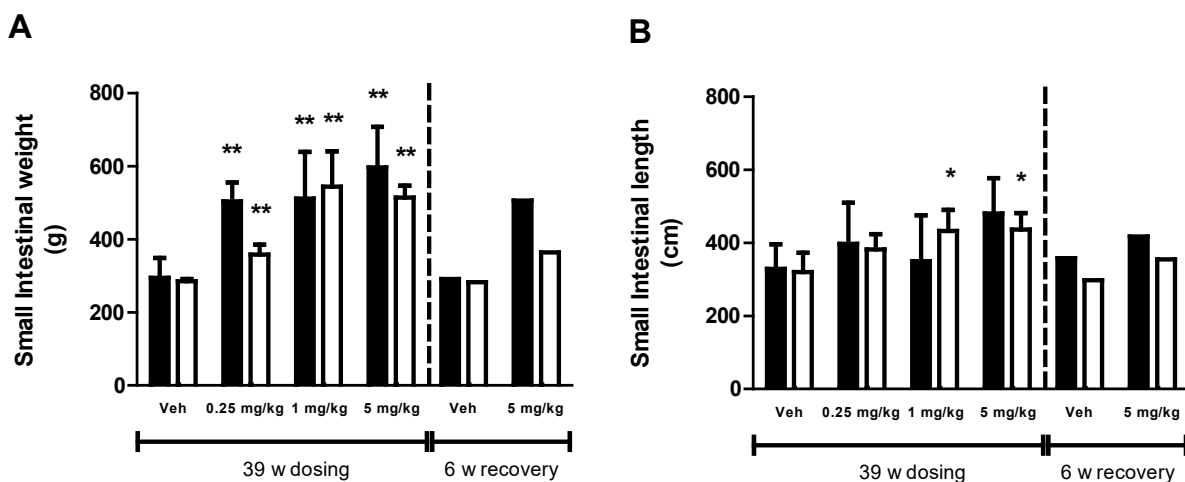 A
Small Intestinal weight
(g)
800
600
400
200
0
**
**
**
**
**
**
Veh
0.25 mg/kg
1 mg/kg
5 mg/kg
Veh
5 mg/kg
39 w dosing
6 w recovery
B
Small Intestinal length
(cm)
800
600
400
200
0
*
*
Veh
0.25 mg/kg
1 mg/kg
5 mg/kg
Veh
5 mg/kg
39 w dosing
6 w recovery